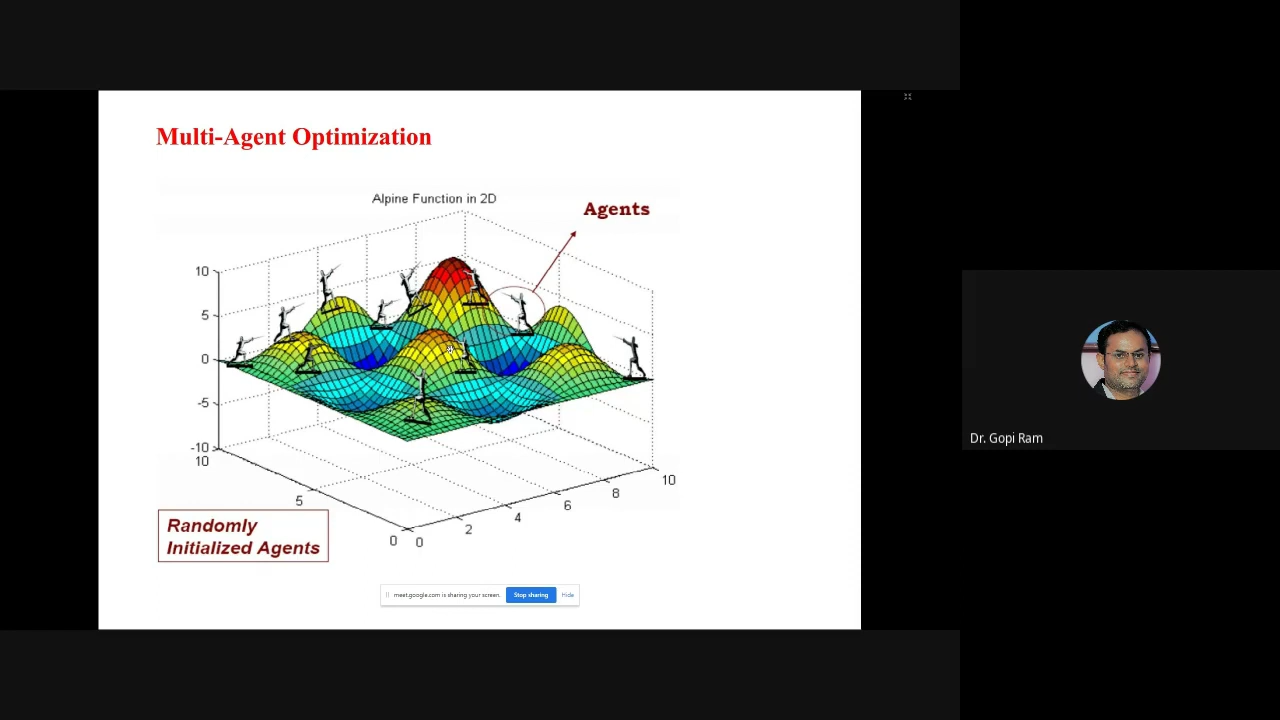 Multi-Agent Optimization
Alpine Function in 2D
Agents
10
5
0
-5
-10
10
5
0
0
2
4
6
8
10
Randomly
Initialized Agents
meet.google.com is sharing your screen.
Stop sharing
Hide
Dr. Gopi Ram